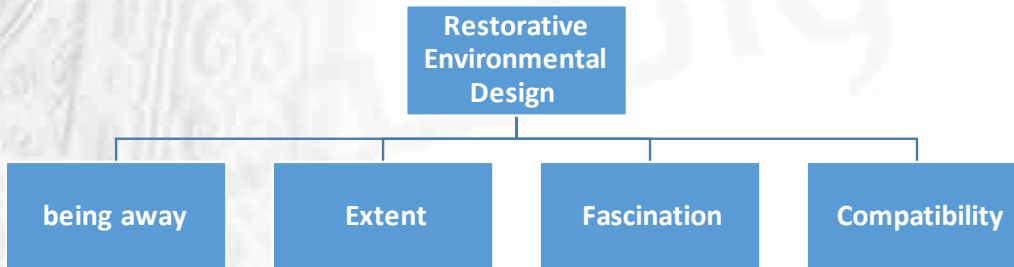 Restorative
Environmental
Design
being away
Extent
Fascination
Compatibility